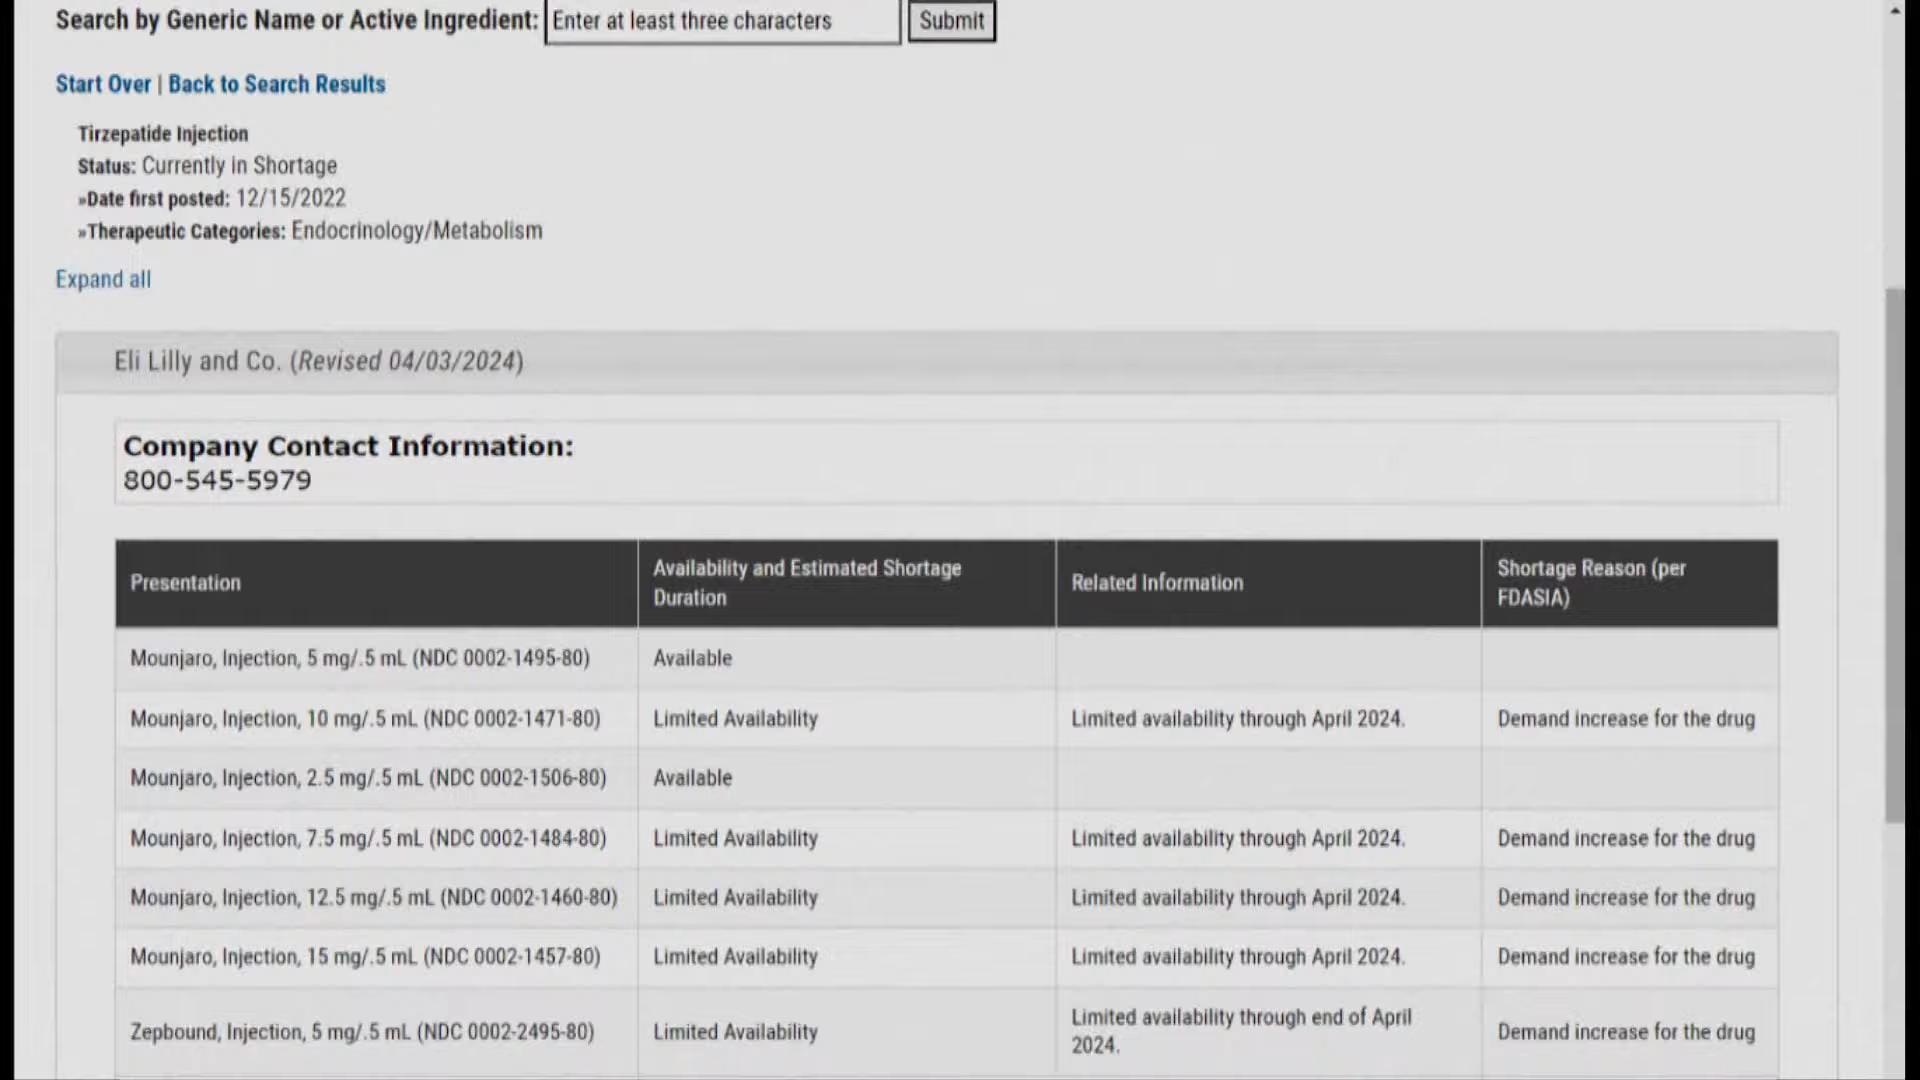 Search by Generic Name or Active Ingredient: Enter at least three characters Submit
Start Over | Back to Search Results
Tirzepatide Injection
Status: Currently in Shortage
»Date first posted: 12/15/2022
»Therapeutic Categories: Endocrinology/Metabolism
Expand all
Eli Lilly and Co. (Revised 04/03/2024)
Company Contact Information:
800-545-5979
Presentation
Availability and Estimated Shortage
Duration
Related Information
Shortage Reason (per
FDASIA)
Mounjaro, Injection, 5 mg/.5 mL (NDC 0002-1495-80) Available
Mounjaro, Injection, 10 mg/.5 mL (NDC 0002-1471-80) Limited Availability Limited availability through April 2024. Demand increase for the drug
Mounjaro, Injection, 2.5 mg/.5 mL (NDC 0002-1506-80) Available
Mounjaro, Injection, 7.5 mg/.5 mL (NDC 0002-1484-80) Limited Availability Limited availability through April 2024. Demand increase for the drug
Mounjaro, Injection, 12.5 mg/.5 mL (NDC 0002-1460-80) Limited Availability Limited availability through April 2024. Demand increase for the drug
Mounjaro, Injection, 15 mg/.5 mL (NDC 0002-1457-80) Limited Availability Limited availability through April 2024. Demand increase for the drug
Zepbound, Injection, 5 mg/.5 mL (NDC 0002-2495-80) Limited Availability
Limited availability through end of April
2024.
Demand increase for the drug